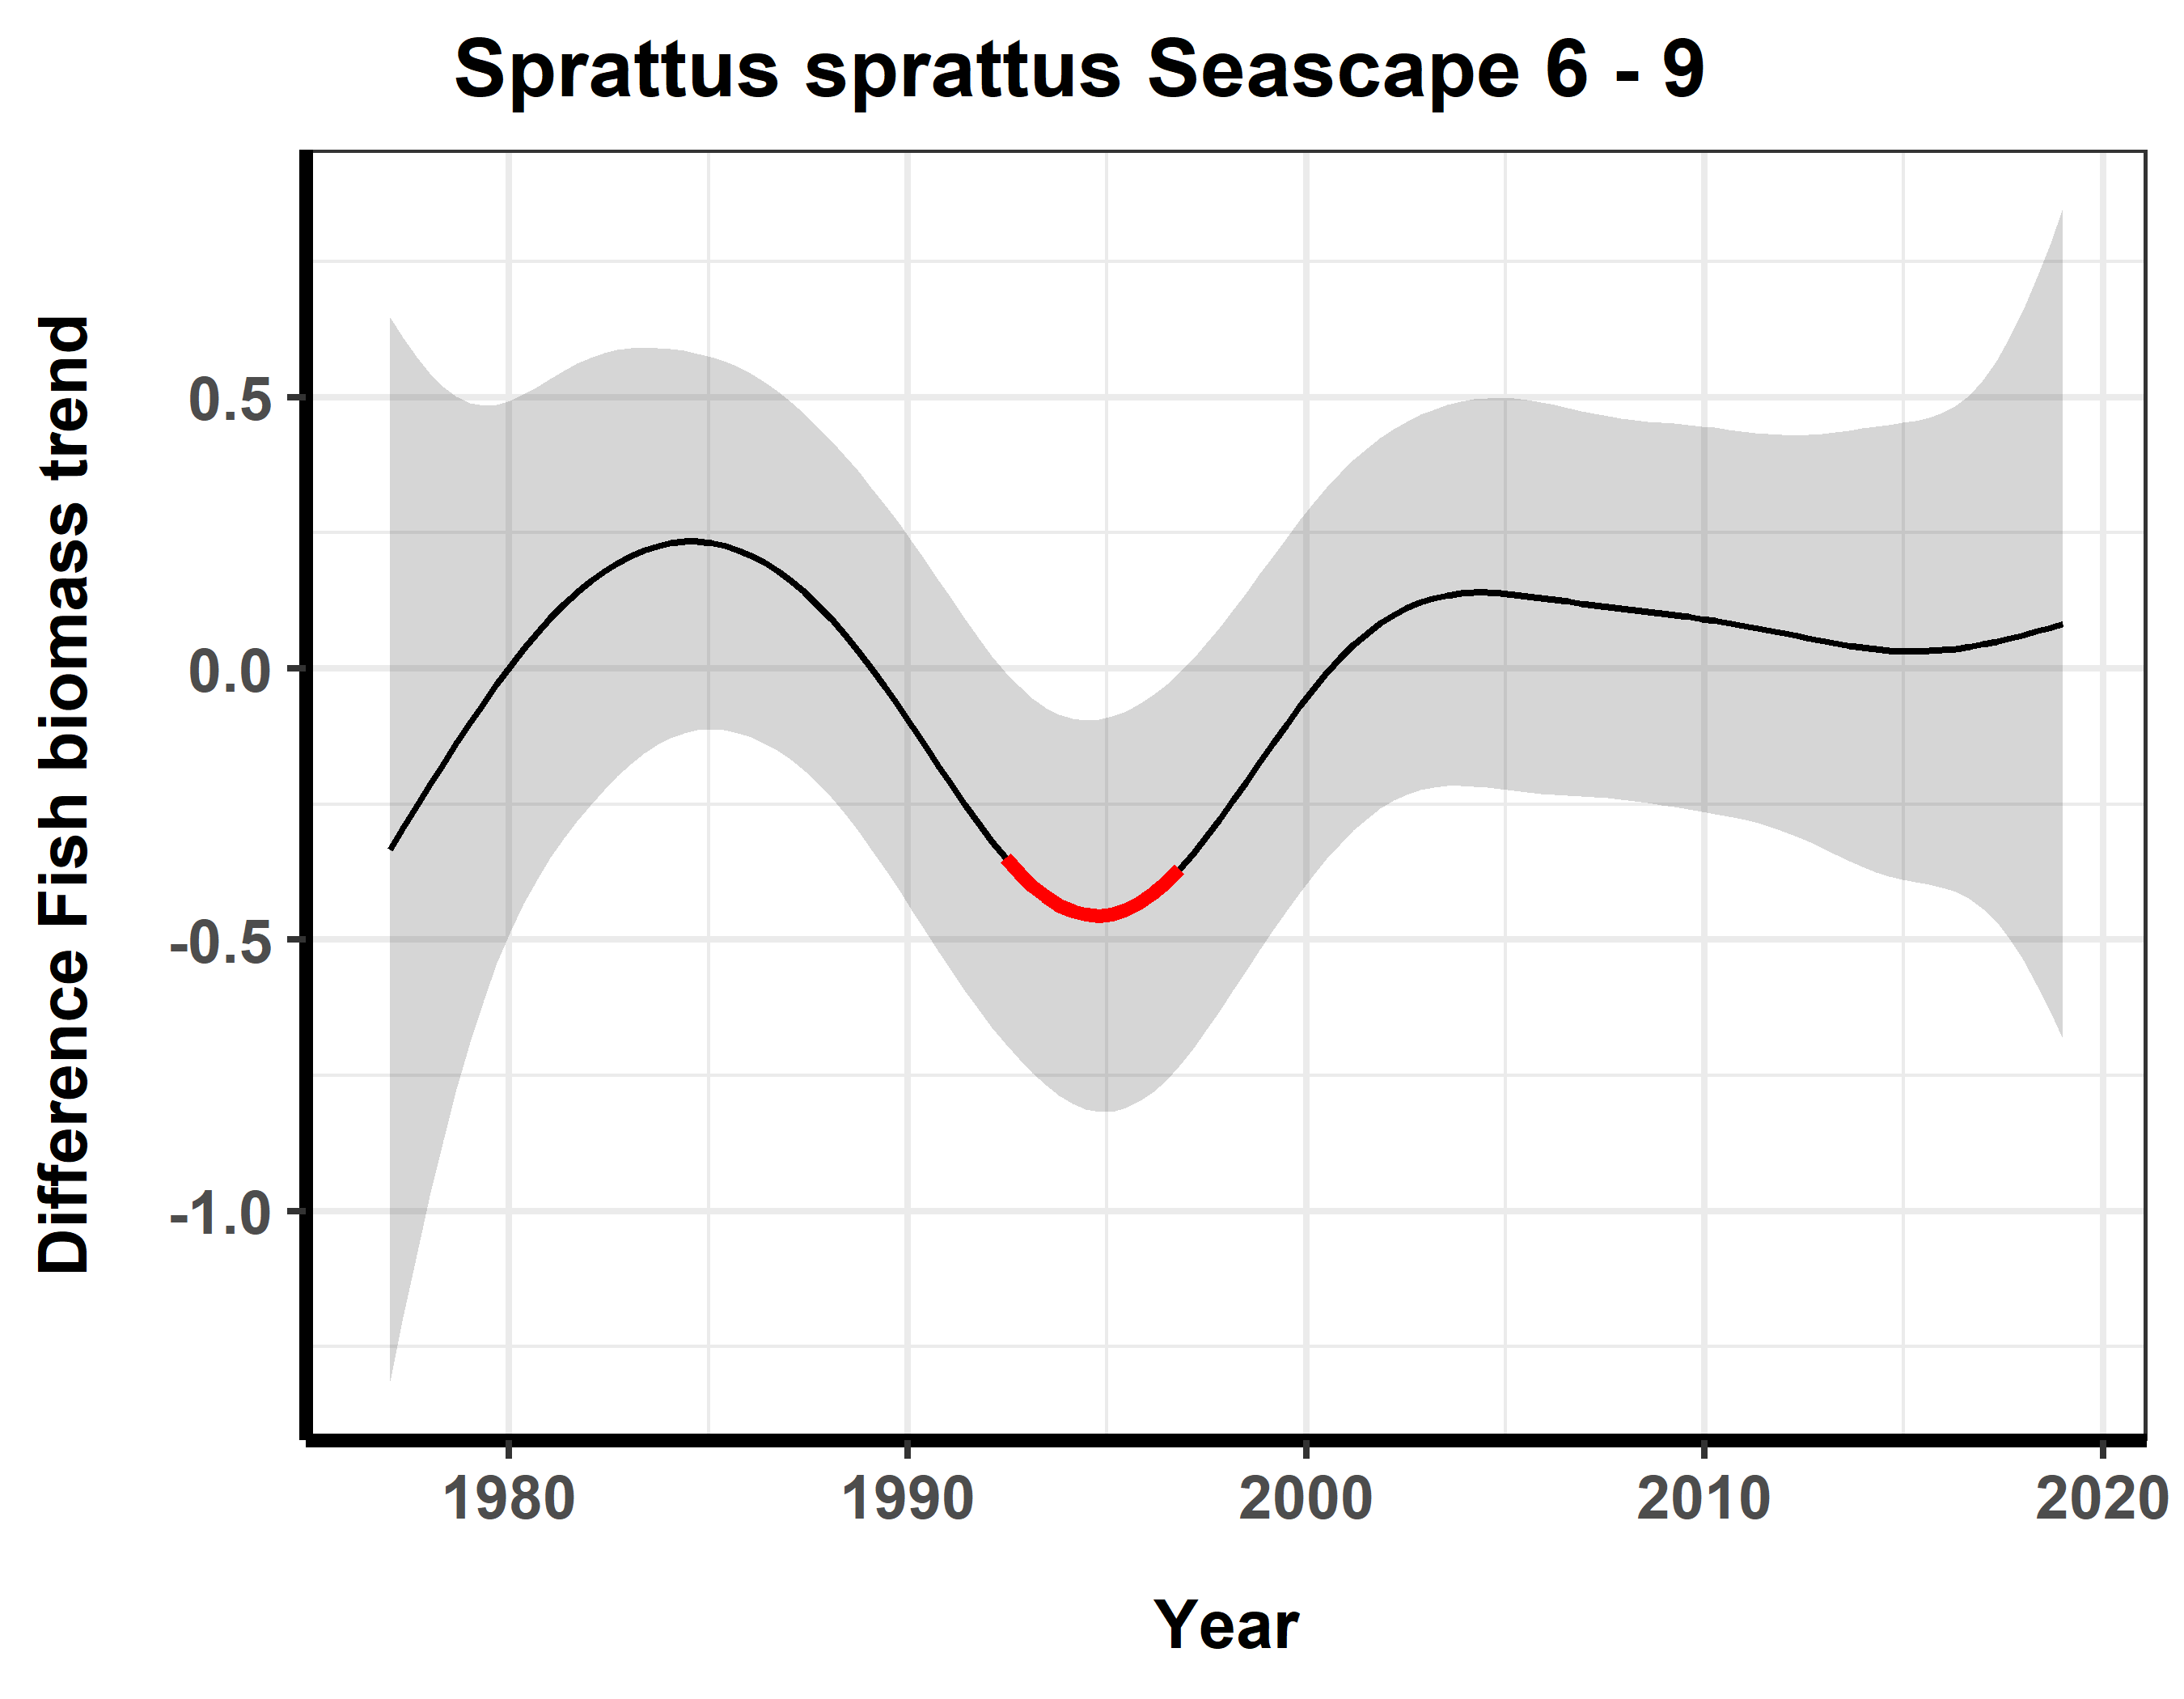 Sprattus sprattus Seascape 6 - 9
Difference Fish biomass trend
0.5
0.0
-0.5
-1.0
1980 1990 2000 2010 2020
Year